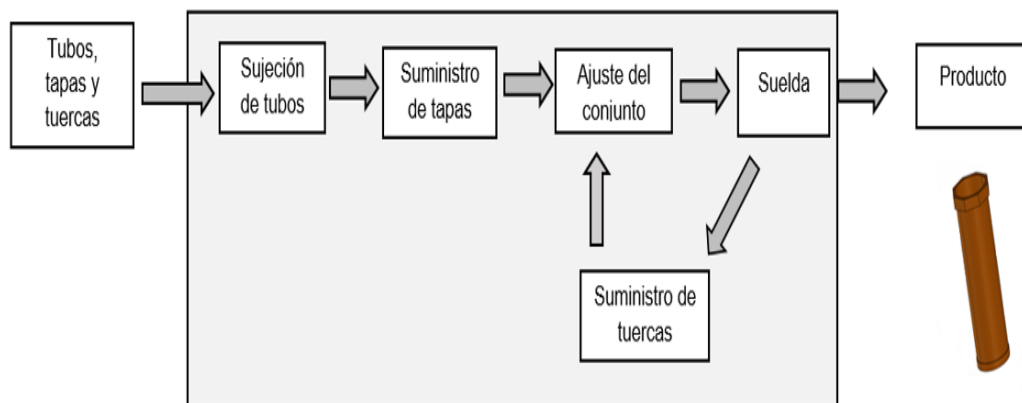 Tubos,
tapas y
tuercas
Sujeción
de tubos
Suministro
de tapas
Ajuste del
conjunto
Suelda
Producto
Suministro de
tuercas